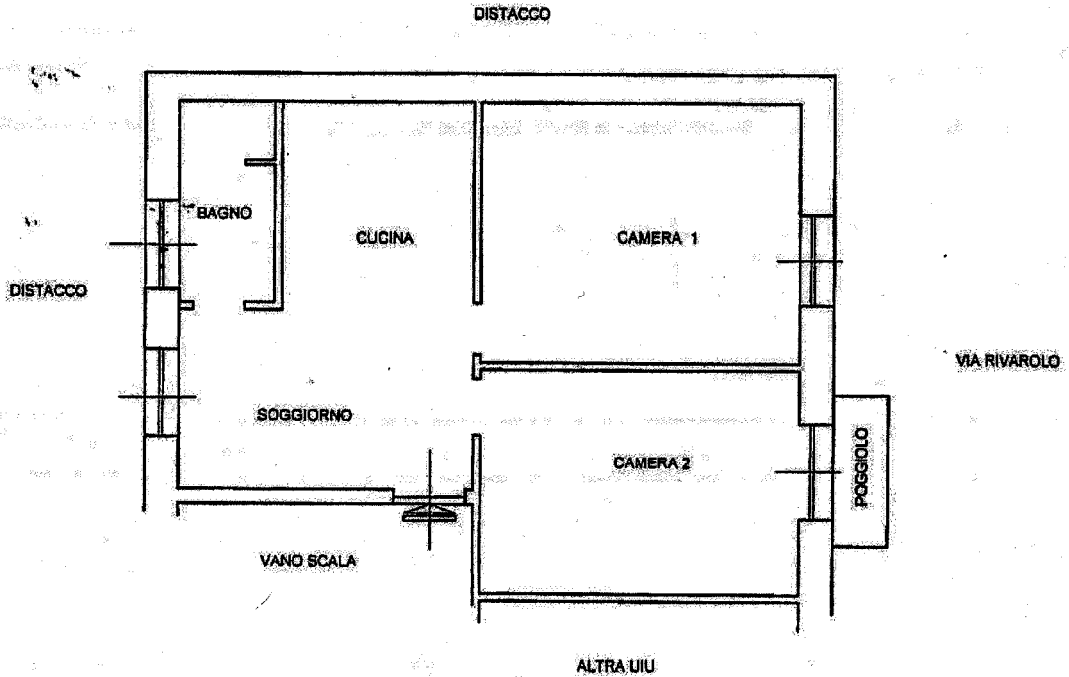 DISTACCO
BAGNO
CUCINA
CAMERA 1
DISTACCO
VIA RIVAROLO
SOGGIORNO
CAMERA 2
POGGIOLO
VANO SCALA
ALTRA UIU